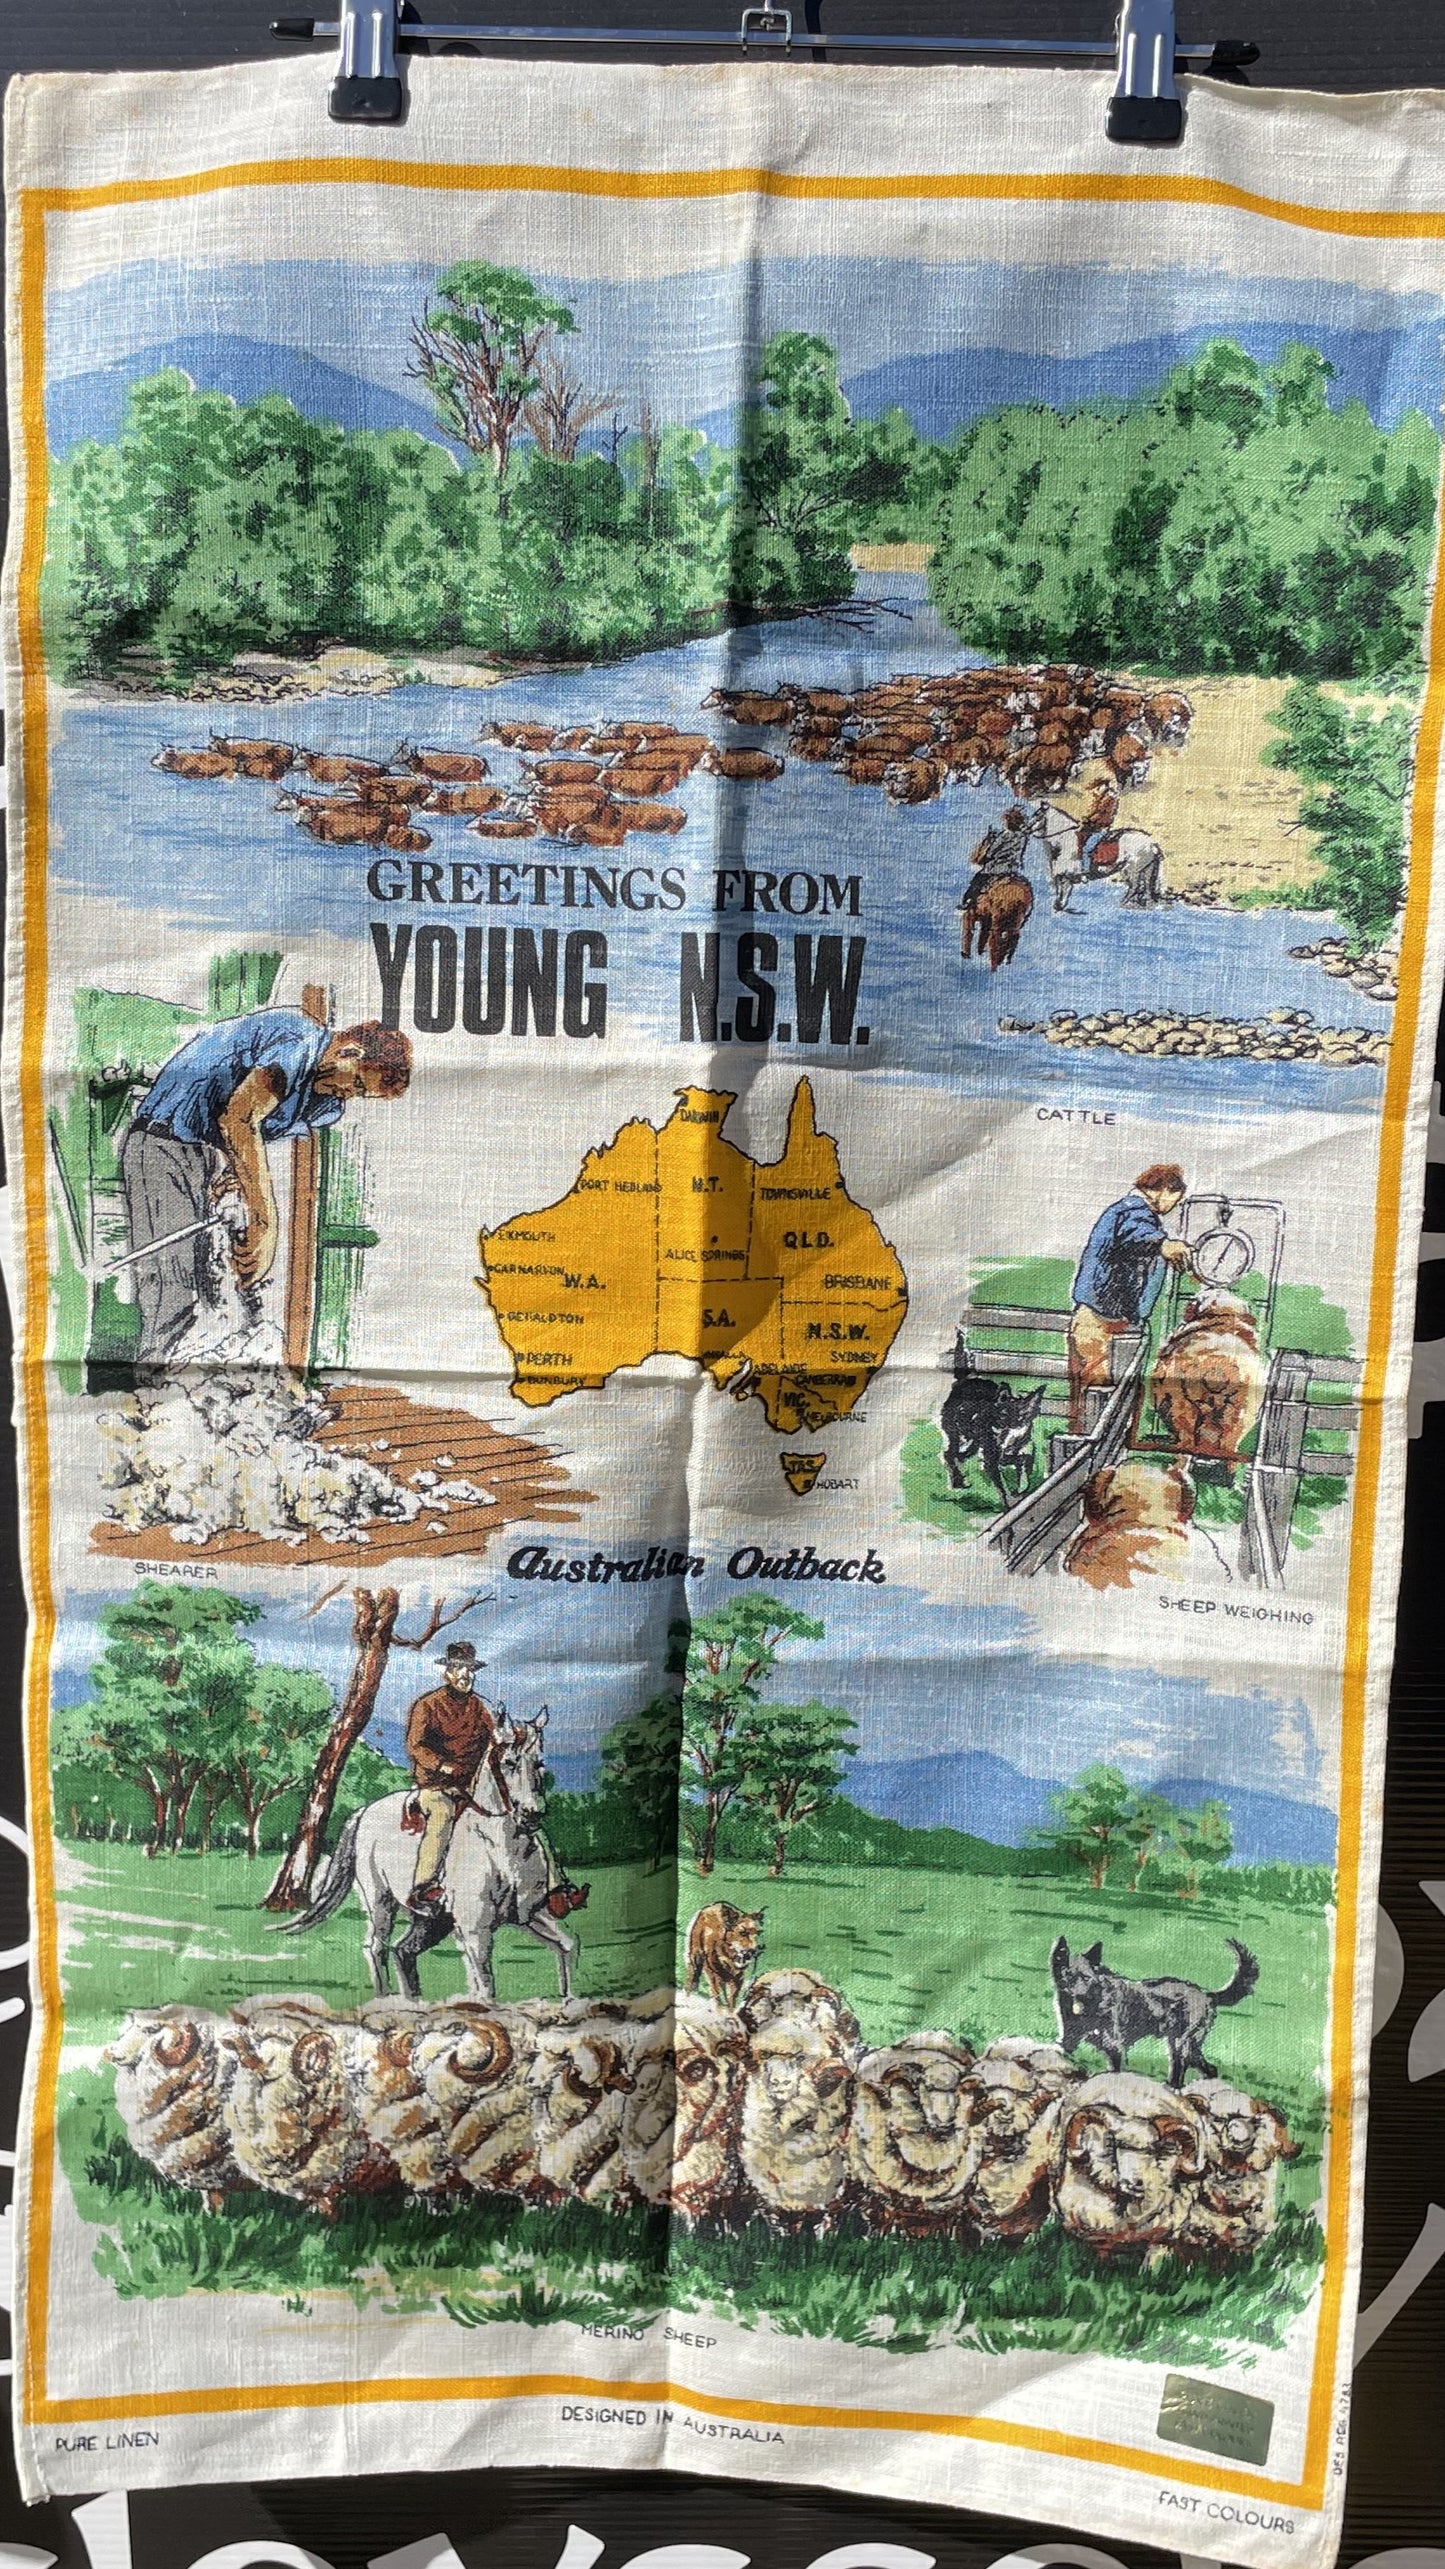 GREETINGS FROM
YOUNG N.S.W.
CATTLE
DARWIN
PORT HEDLAND
N.T.
TOWNSVILLE
EXMOUTH
ALICE SPRINGS
QLD.
CARNARVON
W.A.
BRISBANE
GERALDTON
S.A.
N.S.W.
PERTH
SYDNEY
ADELAIDE
CANBERRA
BUNBURY
VIC.
MELBOURNE
TAS.
HOBART
SHEARER
Australian Outback
SHEEP WEIGHING
MERINO SHEEP
DESIGNED IN AUSTRALIA
PURE LINEN
FAST COLOURS